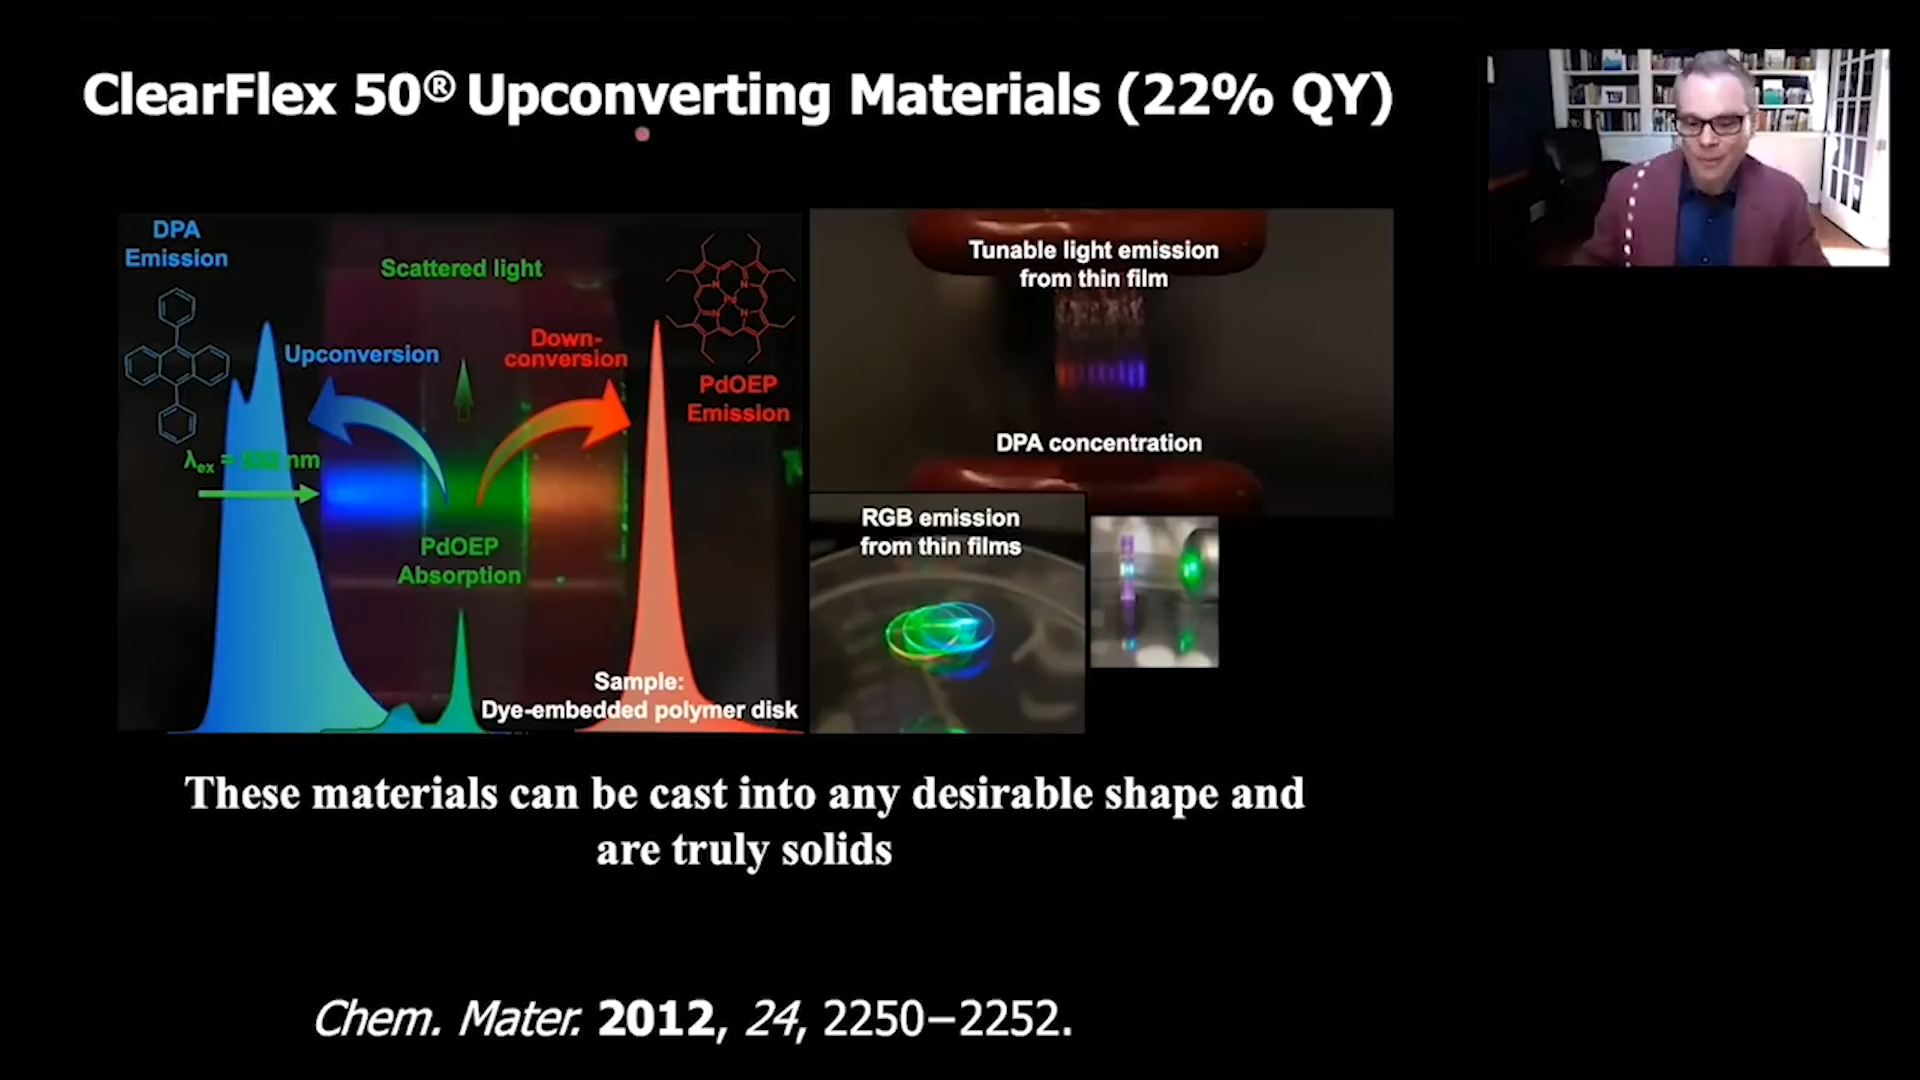 ClearFlex 50® Upconverting Materials (22% QY)
DPA
Emission
Scattered light
Upconversion
Down-
conversion
PdOEP
Emission
λex = nm
PdOEP
Absorption
Sample:
Dye-embedded polymer disk
N
N
Pd
N
N
Tunable light emission
from thin film
DPA concentration
RGB emission
from thin films
These materials can be cast into any desirable shape and
are truly solids
Chem. Mater. 2012, 24, 2250–2252.